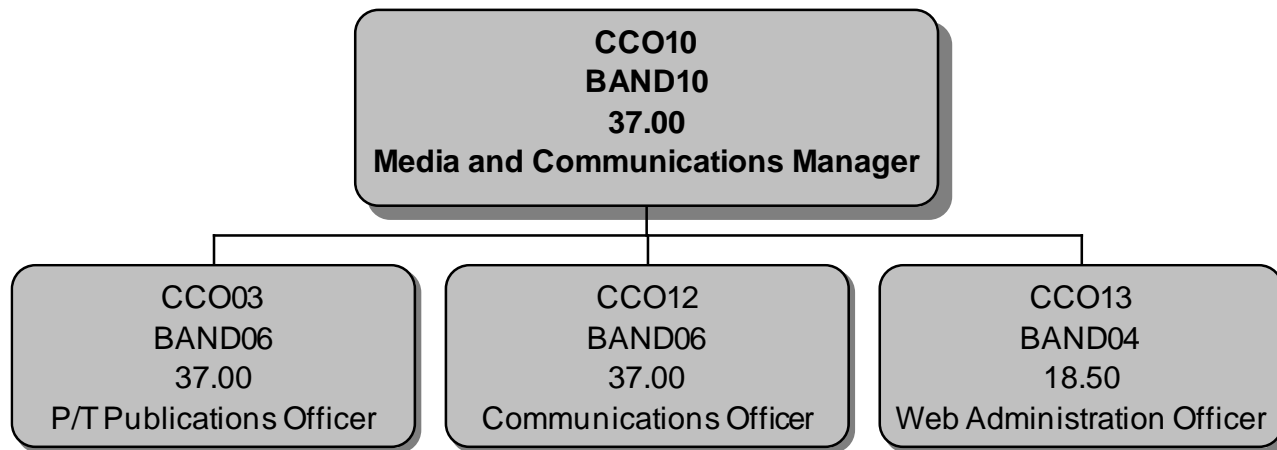 CCO10
BAND10
37.00
Media and Communications Manager
CCO03
BAND06
37.00
P/T Publications Officer
CCO12
BAND06
37.00
Communications Officer
CCO13
BAND04
18.50
Web Administration Officer